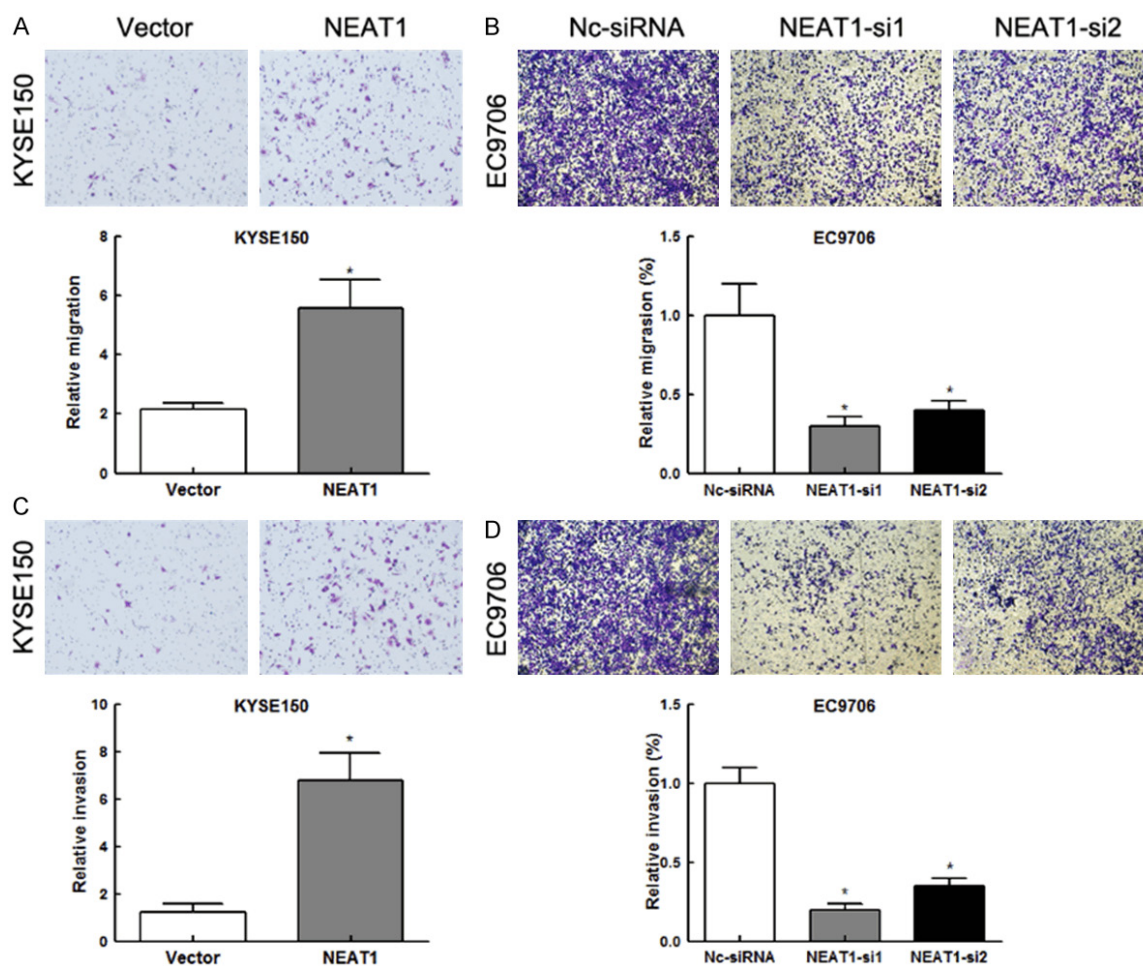 A
Vector
NEAT1
KYSE150
B
Nc-siRNA
NEAT1-si1
NEAT1-si2
EC9706
KYSE150
Relative migration
8
6
4
2
0
*
Vector
NEAT1
EC9706
Relative migrasion (%)
1.5
1.0
0.5
0.0
*
*
Nc-siRNA
NEAT1-si1
NEAT1-si2
C
KYSE150
D
EC9706
KYSE150
Relative invasion
10
8
6
4
2
0
*
Vector
NEAT1
EC9706
Relative invasion (%)
1.5
1.0
0.5
0.0
*
*
Nc-siRNA
NEAT1-si1
NEAT1-si2